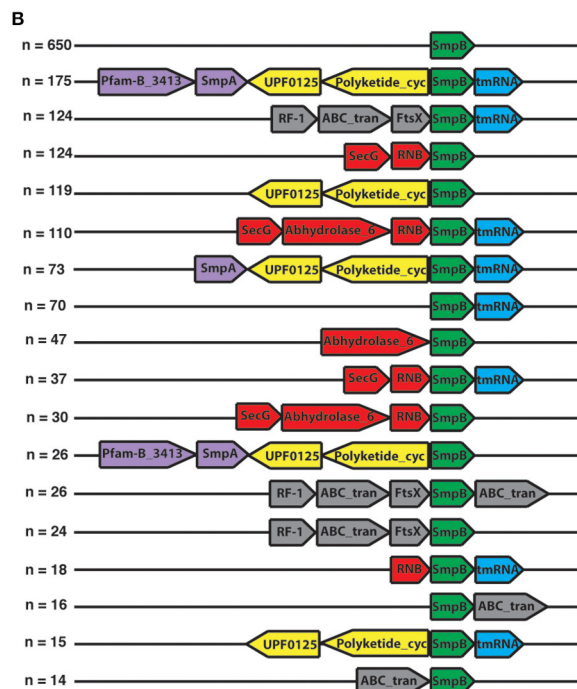 B
n = 650 SmpB
n = 175 Pfam-B_3413 SmpA UPF0125 Polyketide_cyc SmpB tmRNA
n = 124 RF-1 ABC_tran FtsX SmpB tmRNA
n = 124 SecG RNB SmpB
n = 119 UPF0125 Polyketide_cyc SmpB
n = 110 SecG Abhydrolase_6 RNB SmpB tmRNA
n = 73 SmpA UPF0125 Polyketide_cyc SmpB tmRNA
n = 70 SmpB tmRNA
n = 47 Abhydrolase_6 SmpB
n = 37 SecG RNB SmpB tmRNA
n = 30 SecG Abhydrolase_6 RNB SmpB
n = 26 Pfam-B_3413 SmpA UPF0125 Polyketide_cyc SmpB
n = 26 RF-1 ABC_tran FtsX SmpB ABC_tran
n = 24 RF-1 ABC_tran FtsX SmpB
n = 18 RNB SmpB tmRNA
n = 16 SmpB ABC_tran
n = 15 UPF0125 Polyketide_cyc SmpB tmRNA
n = 14 ABC_tran SmpB